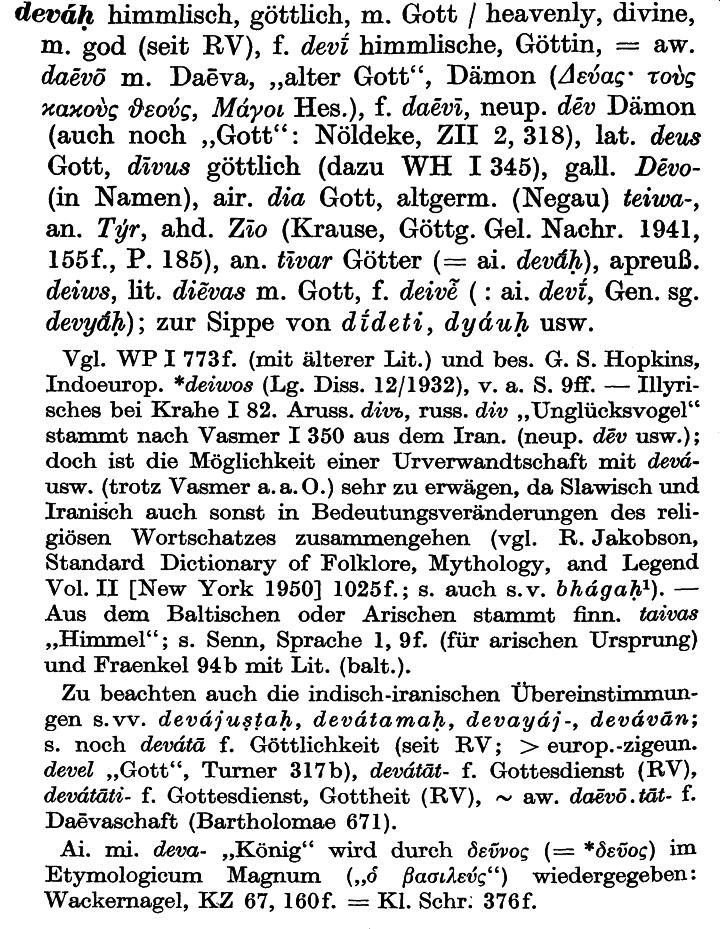 deváḥ himmlisch, göttlich, m. Gott / heavenly, divine,
m. god (seit RV), f. devī́ himmlische, Göttin, = aw.
daēvō m. Daēva, „alter Gott“, Dämon (Δεύας· τοὺς
κακοὺς θεούς, Μάγοι Hes.), f. daēvī, neup. dēv Dämon
(auch noch „Gott“: Nöldeke, ZII 2, 318), lat. deus
Gott, dīvus göttlich (dazu WH I 345), gall. Dēvo-
(in Namen), air. dia Gott, altgerm. (Negau) teiwa-,
an. Týr, ahd. Zīo (Krause, Göttg. Gel. Nachr. 1941,
155f., P. 185), an. tīvar Götter (= ai. devā́ḥ), apreuß.
deiws, lit. diẽvas m. Gott, f. deivė̃ (: ai. devī́, Gen. sg.
devyā́ḥ); zur Sippe von dī́deti, dyáuḥ usw.
Vgl. WP I 773f. (mit älterer Lit.) und bes. G. S. Hopkins,
Indoeurop. *deiwos (Lg. Diss. 12/1932), v. a. S. 9ff. — Illyri-
sches bei Krahe I 82. Aruss. divъ, russ. div „Unglücksvogel“
stammt nach Vasmer I 350 aus dem Iran. (neup. dēv usw.);
doch ist die Möglichkeit einer Urverwandtschaft mit devá-
usw. (trotz Vasmer a. a. O.) sehr zu erwägen, da Slawisch und
Iranisch auch sonst in Bedeutungsveränderungen des reli-
giösen Wortschatzes zusammengehen (vgl. R. Jakobson,
Standard Dictionary of Folklore, Mythology, and Legend
Vol. II [New York 1950] 1025f.; s. auch s. v. bhágaḥ¹). —
Aus dem Baltischen oder Arischen stammt finn. taivas
„Himmel“; s. Senn, Sprache 1, 9f. (für arischen Ursprung)
und Fraenkel 94b mit Lit. (balt.).
Zu beachten auch die indisch-iranischen Übereinstimmun-
gen s. vv. devájuṣṭaḥ, devátamaḥ, devayáj-, devávān;
s. noch devátā f. Göttlichkeit (seit RV; > europ.-zigeun.
devel „Gott“, Turner 317b), devátāt- f. Gottesdienst (RV),
devátāti- f. Gottesdienst, Gottheit (RV), ~ aw. daēvō.tāt- f.
Daēvaschaft (Bartholomae 671).
Ai. mi. deva- „König“ wird durch δεῦνος (= *δεῦος) im
Etymologicum Magnum („ὁ βασιλεύς“) wiedergegeben:
Wackernagel, KZ 67, 160f. = Kl. Schr. 376f.